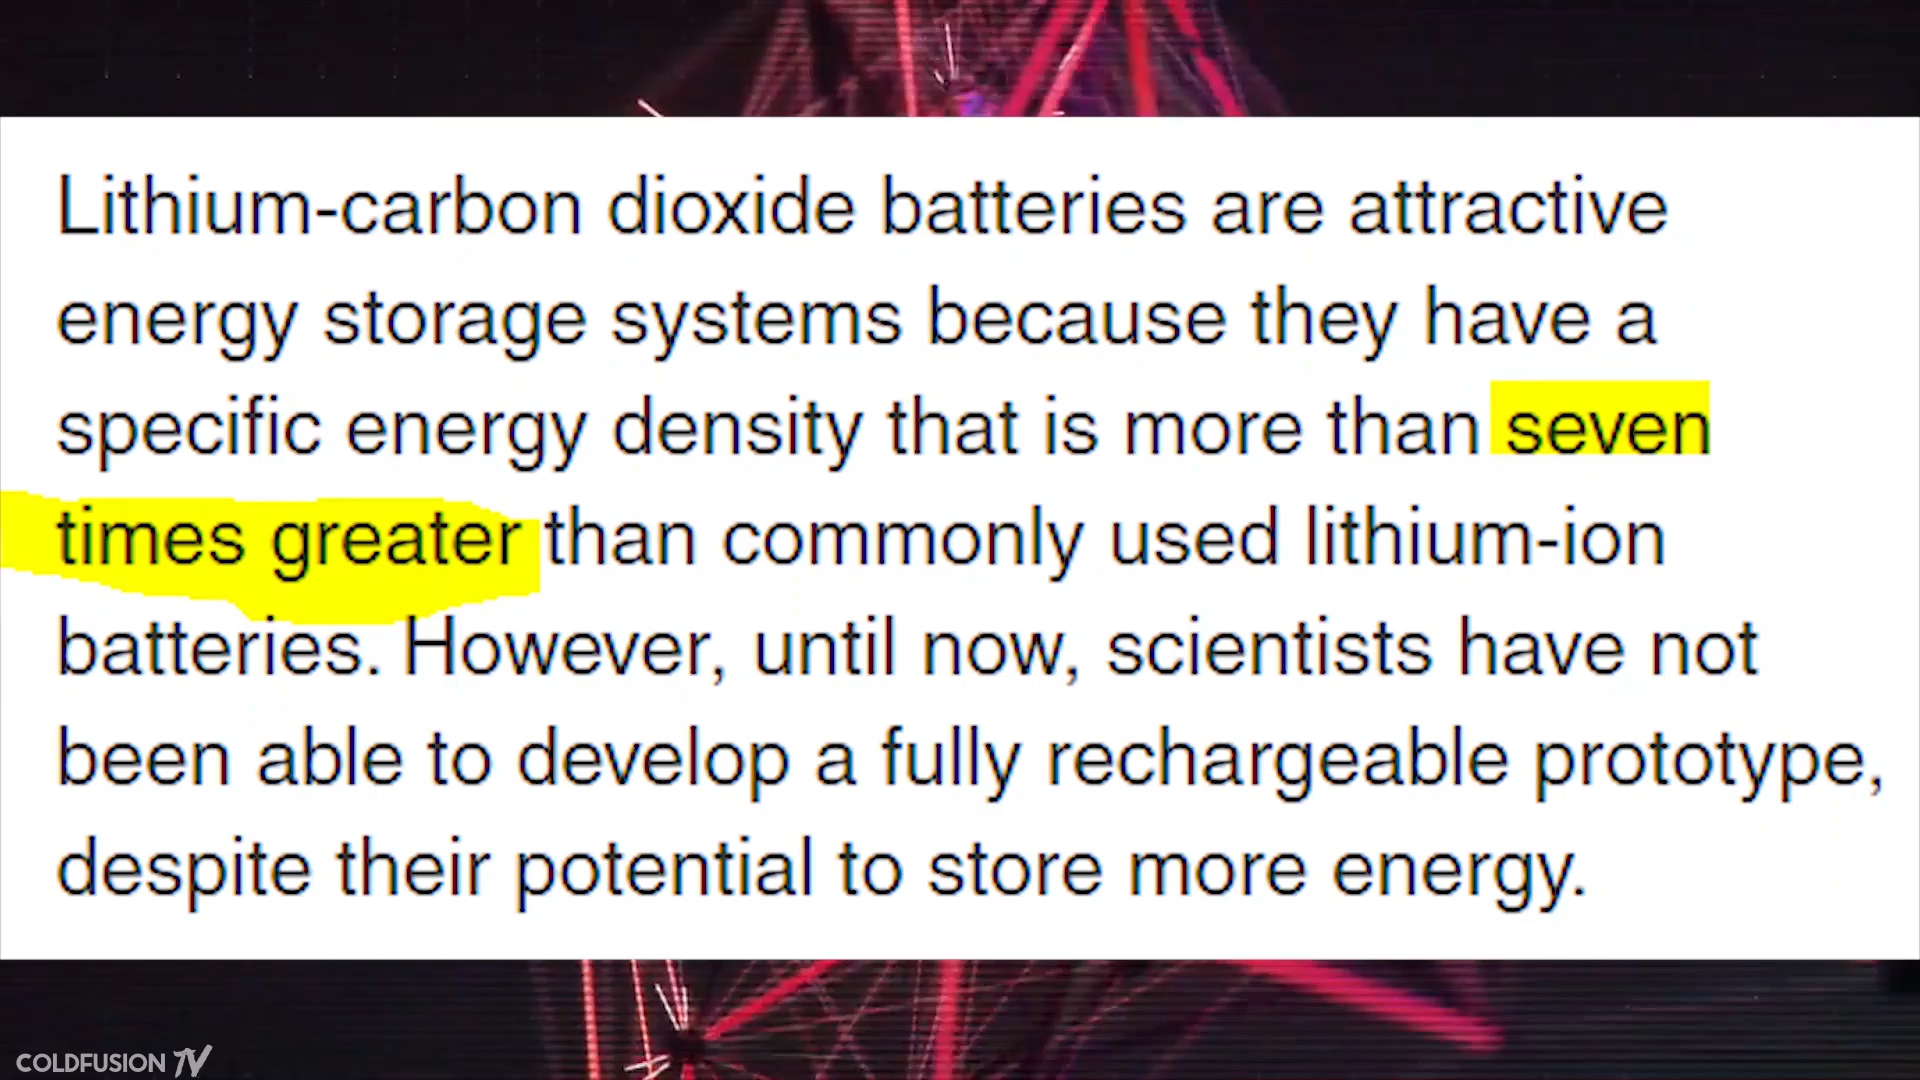 Lithium-carbon dioxide batteries are attractive
energy storage systems because they have a
specific energy density that is more than seven
times greater than commonly used lithium-ion
batteries. However, until now, scientists have not
been able to develop a fully rechargeable prototype,
despite their potential to store more energy.
COLDFUSION TV